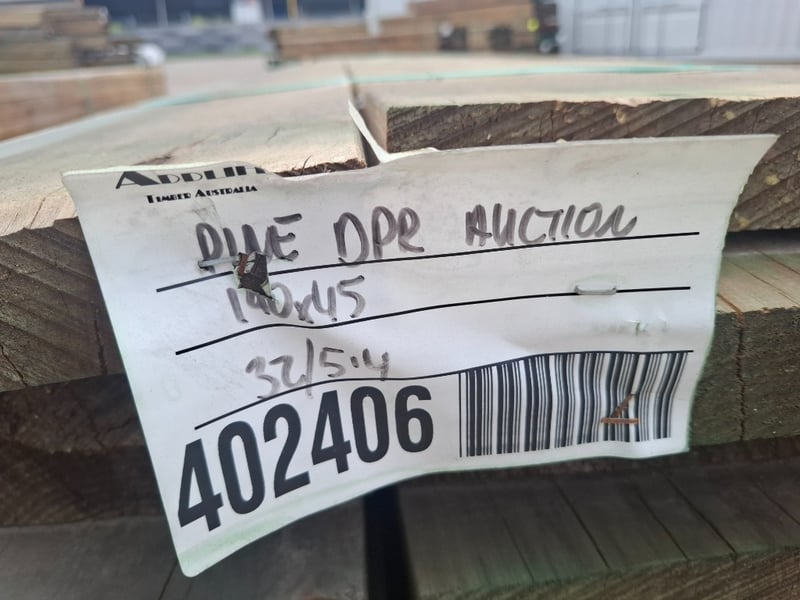 TIMBER AUSTRALIA
PINE DPR AUCTION
140x45
32/5.4
402406